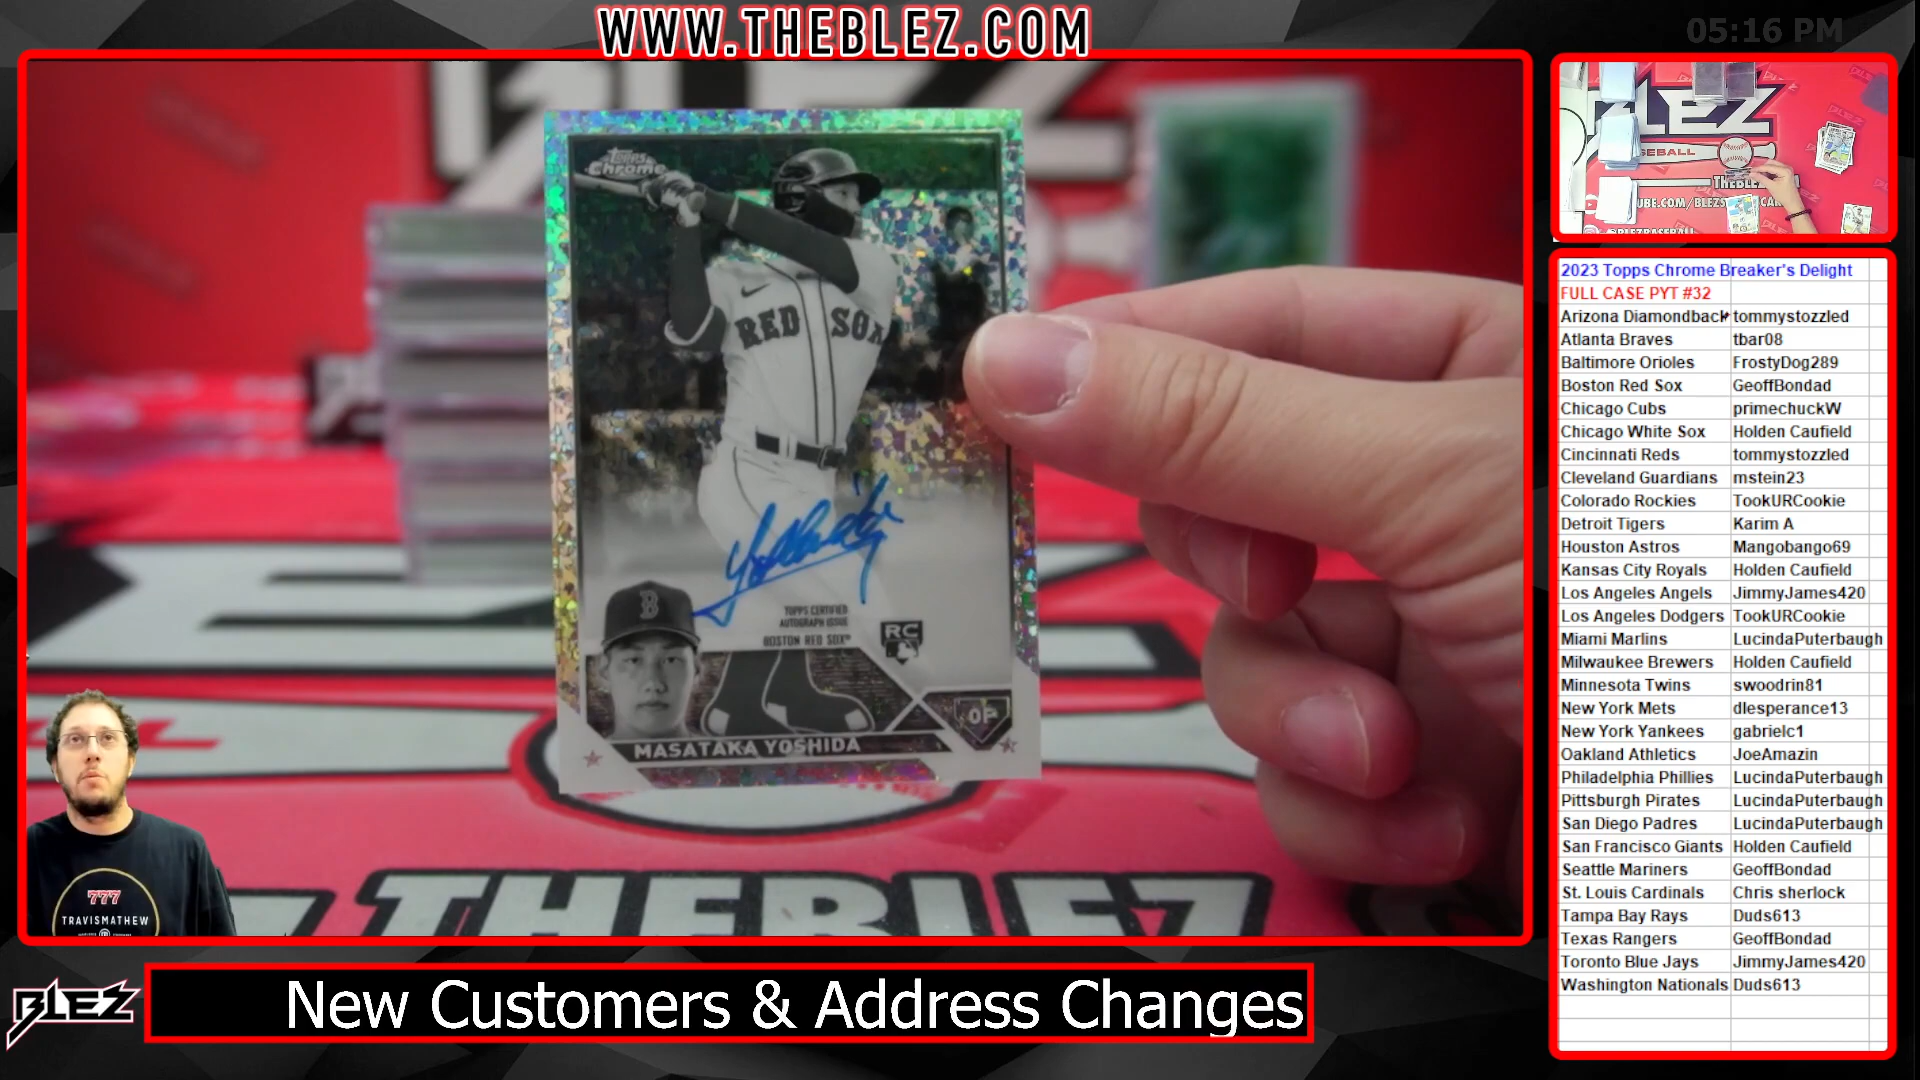 WWW.THEBLEZ.COM
05:16 PM
Topps
Chrome
RED SOX
TOPPS CERTIFIED
AUTOGRAPH ISSUE
BOSTON RED SOX™
RC
B
OP
MASATAKA YOSHIDA
THEBLEZ
777
TRAVISMATHEW
BLEZ
New Customers & Address Changes
BLEZ
BASEBALL
2023 Topps Chrome Breaker's Delight
FULL CASE PYT #32
Arizona Diamondback tommystozzled
Atlanta Braves tbar08
Baltimore Orioles FrostyDog289
Boston Red Sox GeoffBondad
Chicago Cubs primechuckW
Chicago White Sox Holden Caufield
Cincinnati Reds tommystozzled
Cleveland Guardians mstein23
Colorado Rockies TookURCookie
Detroit Tigers Karim A
Houston Astros Mangobango69
Kansas City Royals Holden Caufield
Los Angeles Angels JimmyJames420
Los Angeles Dodgers TookURCookie
Miami Marlins LucindaPuterbaugh
Milwaukee Brewers Holden Caufield
Minnesota Twins swoodrin81
New York Mets dlesperance13
New York Yankees gabrielc1
Oakland Athletics JoeAmazin
Philadelphia Phillies LucindaPuterbaugh
Pittsburgh Pirates LucindaPuterbaugh
San Diego Padres LucindaPuterbaugh
San Francisco Giants Holden Caufield
Seattle Mariners GeoffBondad
St. Louis Cardinals Chris sherlock
Tampa Bay Rays Duds613
Texas Rangers GeoffBondad
Toronto Blue Jays JimmyJames420
Washington Nationals Duds613